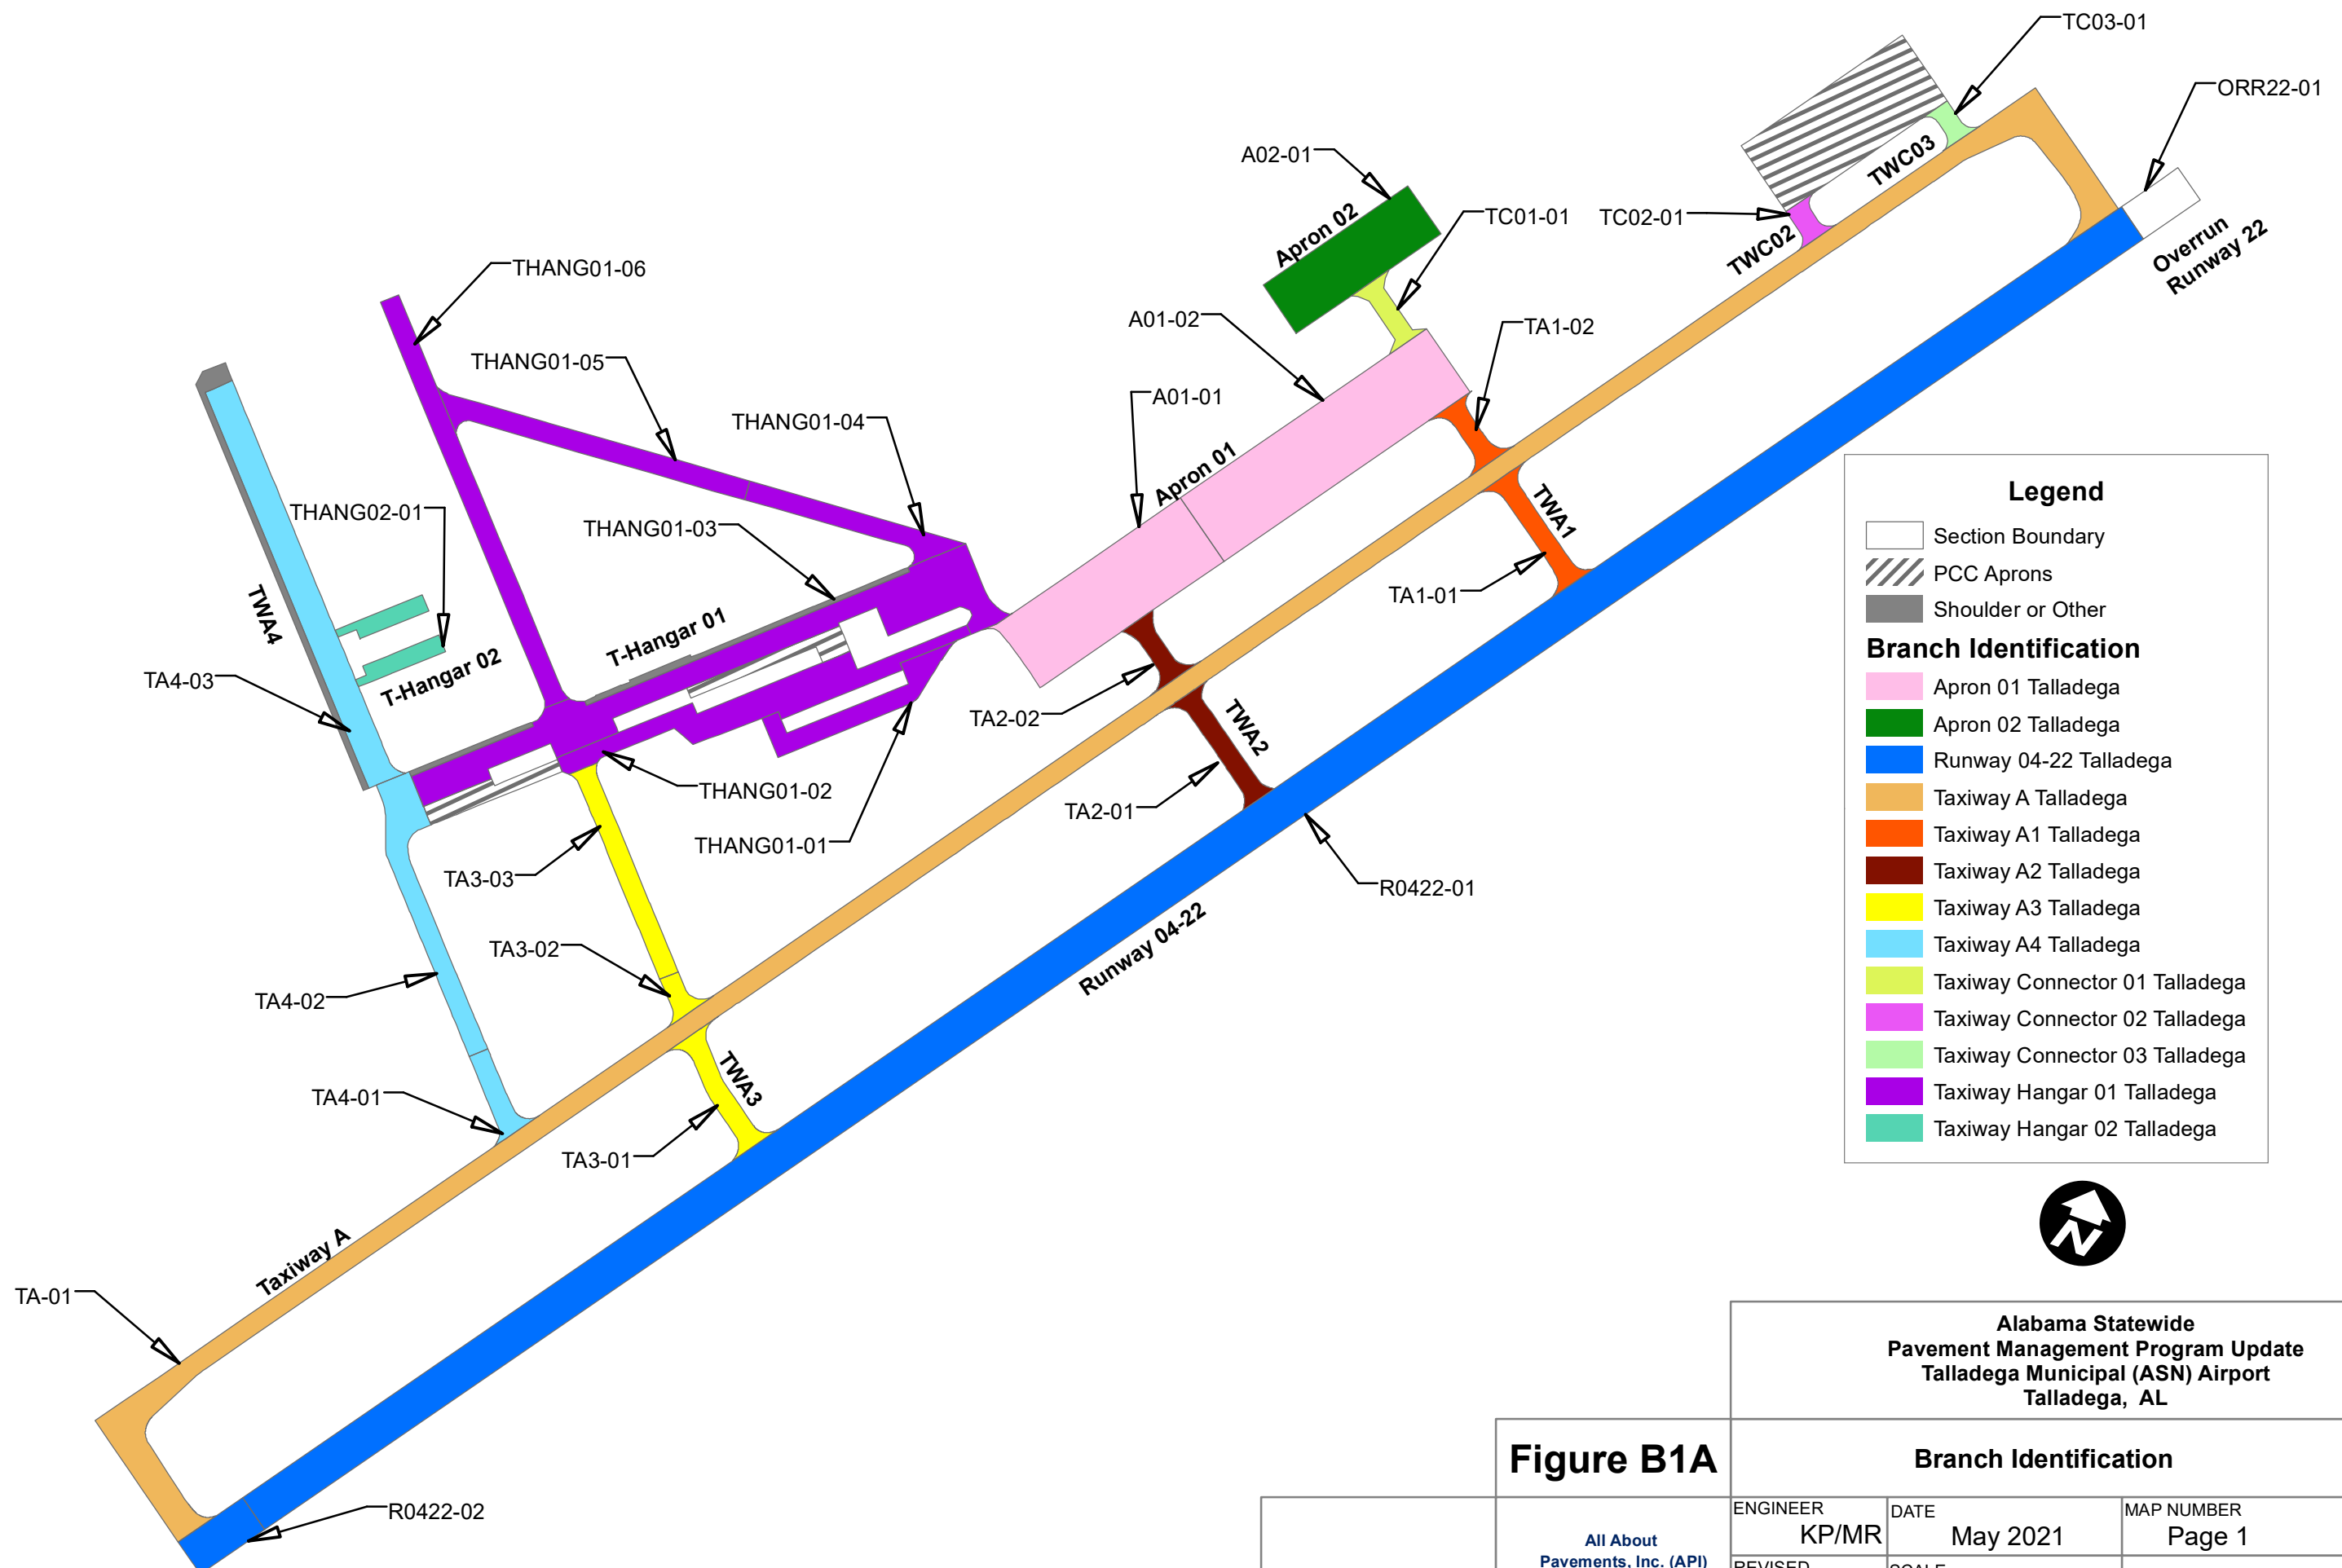 TC03-01
ORR22-01
A02-01
Apron 02
TC01-01
TC02-01
TWC03
TWC02
Overrun
Runway 22
THANG01-06
A01-02
TA1-02
THANG01-05
A01-01
THANG01-04
Apron 01
THANG02-01
THANG01-03
TWA1
TA1-01
TWA4
T-Hangar 01
T-Hangar 02
TA4-03
TA2-02
TWA2
TA2-01
THANG01-02
THANG01-01
TA3-03
R0422-01
TA3-02
Runway 04-22
TA4-02
TWA3
TA4-01
TA3-01
Taxiway A
TA-01
R0422-02
Legend
Section Boundary
PCC Aprons
Shoulder or Other
Branch Identification
Apron 01 Talladega
Apron 02 Talladega
Runway 04-22 Talladega
Taxiway A Talladega
Taxiway A1 Talladega
Taxiway A2 Talladega
Taxiway A3 Talladega
Taxiway A4 Talladega
Taxiway Connector 01 Talladega
Taxiway Connector 02 Talladega
Taxiway Connector 03 Talladega
Taxiway Hangar 01 Talladega
Taxiway Hangar 02 Talladega
N
Alabama Statewide
Pavement Management Program Update
Talladega Municipal (ASN) Airport
Talladega, AL
Figure B1A
Branch Identification
All About
Pavements, Inc. (API)
ENGINEER
KP/MR
DATE
May 2021
MAP NUMBER
Page 1
REVISED
SCALE